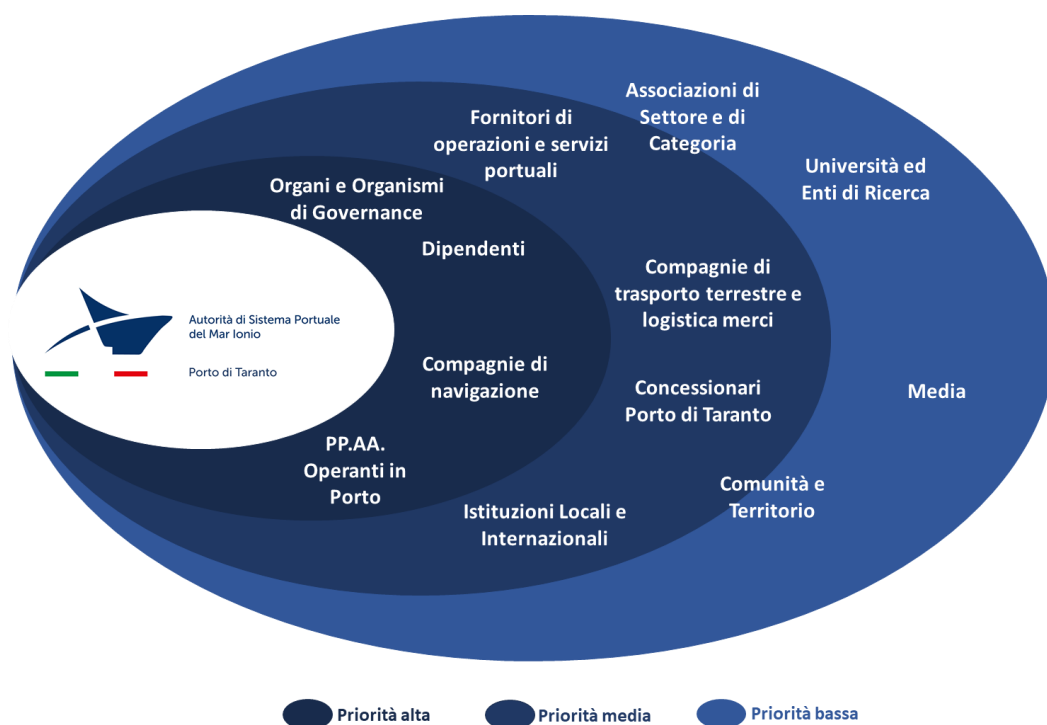 Associazioni di
Settore e di
Categoria
Fornitori di
operazioni e servizi
portuali
Università ed
Enti di Ricerca
Organi e Organismi
di Governance
Dipendenti
Compagnie di
trasporto terrestre e
logistica merci
Autorità di Sistema Portuale
del Mar Ionio
Porto di Taranto
Compagnie di
navigazione
Concessionari
Porto di Taranto
Media
PP.AA.
Operanti in
Porto
Istituzioni Locali e
Internazionali
Comunità e
Territorio
Priorità alta
Priorità media
Priorità bassa